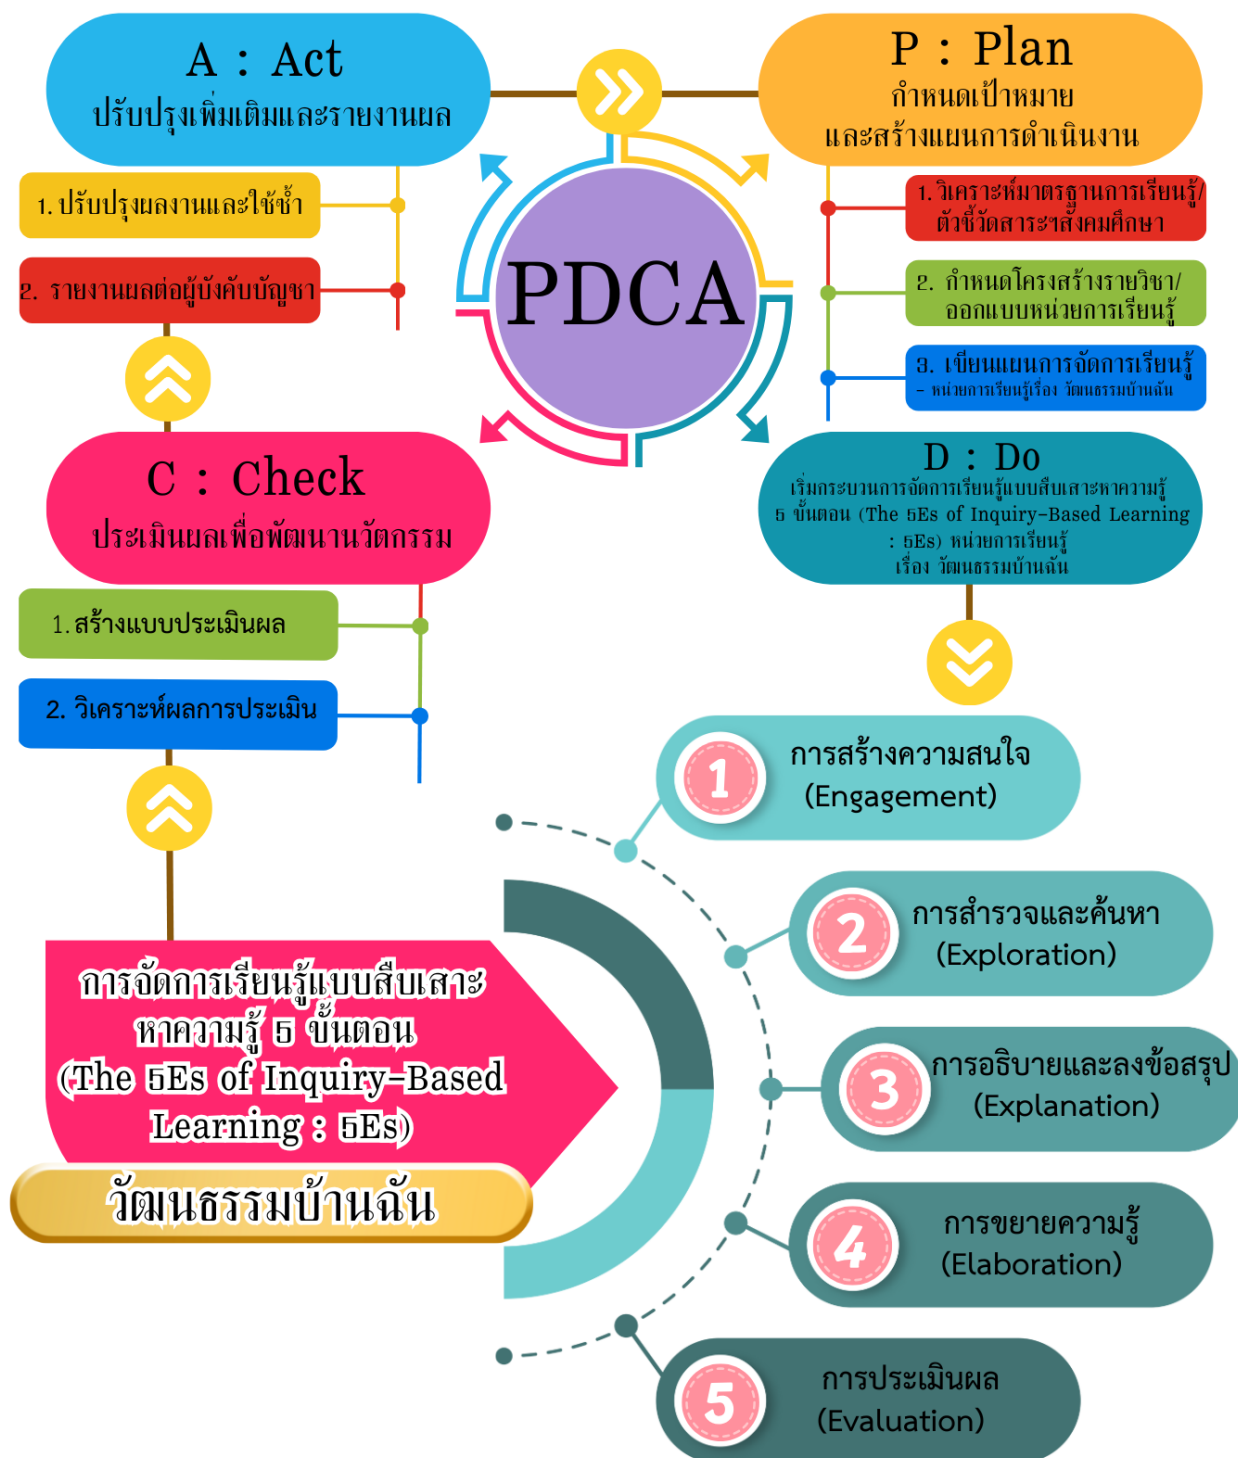 A : Act
ปรับปรุงเพิ่มเติมและรายงานผล
1. ปรับปรุงผลงานและใช้ซ้ำ
2. รายงานผลต่อผู้บังคับบัญชา
P : Plan
กำหนดเป้าหมาย
และสร้างแผนการดำเนินงาน
1. วิเคราะห์มาตรฐานการเรียนรู้/
ตัวชี้วัดสาระฯสังคมศึกษา
2. กำหนดโครงสร้างรายวิชา/
ออกแบบหน่วยการเรียนรู้
3. เขียนแผนการจัดการเรียนรู้
- หน่วยการเรียนรู้เรื่อง วัฒนธรรมบ้านฉัน
PDCA
C : Check
ประเมินผลเพื่อพัฒนานวัตกรรม
1. สร้างแบบประเมินผล
2. วิเคราะห์ผลการประเมิน
D : Do
เริ่มกระบวนการจัดการเรียนรู้แบบสืบเสาะหาความรู้
5 ขั้นตอน (The 5Es of Inquiry-Based Learning
: 5Es) หน่วยการเรียนรู้
เรื่อง วัฒนธรรมบ้านฉัน
การจัดการเรียนรู้แบบสืบเสาะ
หาความรู้ 5 ขั้นตอน
(The 5Es of Inquiry-Based
Learning : 5Es)
วัฒนธรรมบ้านฉัน
1
การสร้างความสนใจ
(Engagement)
2
การสำรวจและค้นหา
(Exploration)
3
การอธิบายและลงข้อสรุป
(Explanation)
4
การขยายความรู้
(Elaboration)
5
การประเมินผล
(Evaluation)